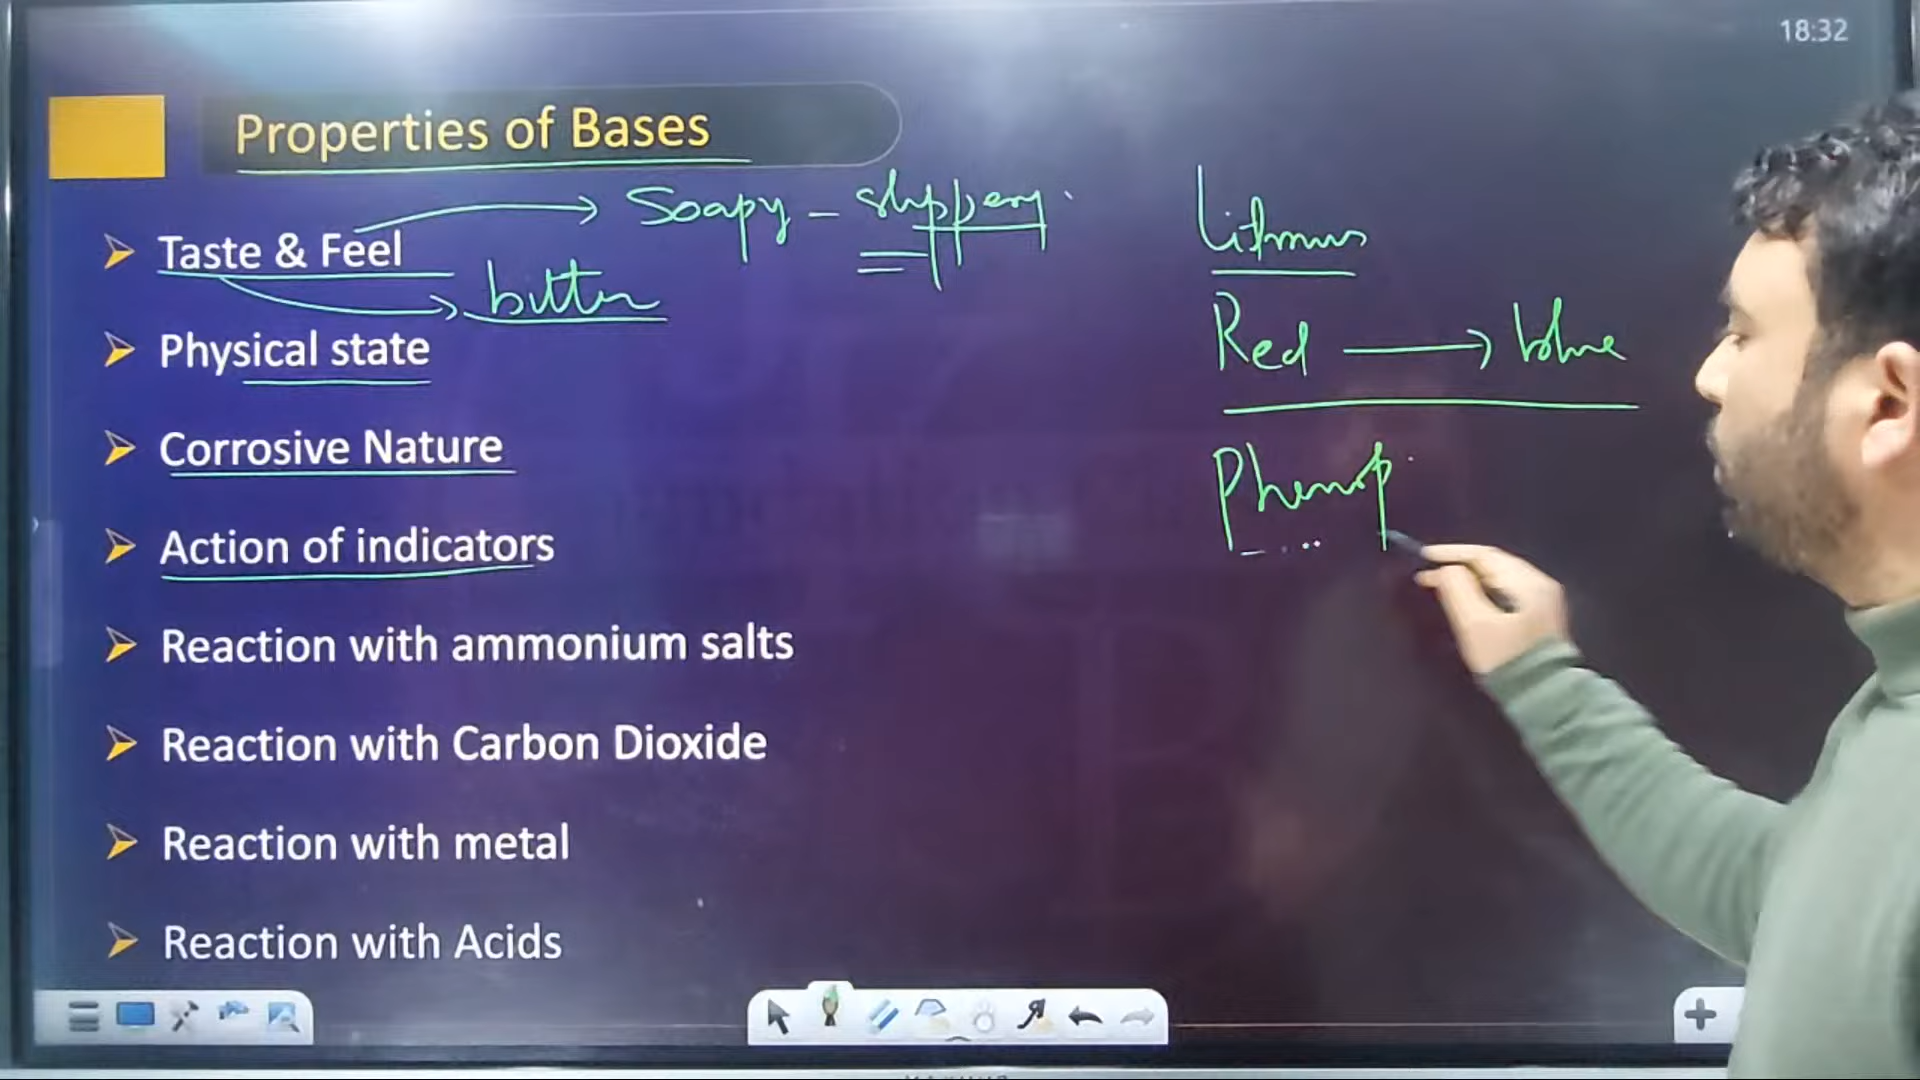 18:32
Properties of Bases
Taste & Feel
Soapy – slippery
bitter
Physical state
Corrosive Nature
Action of indicators
Reaction with ammonium salts
Reaction with Carbon Dioxide
Reaction with metal
Reaction with Acids
Litmus
Red → blue
Phenop